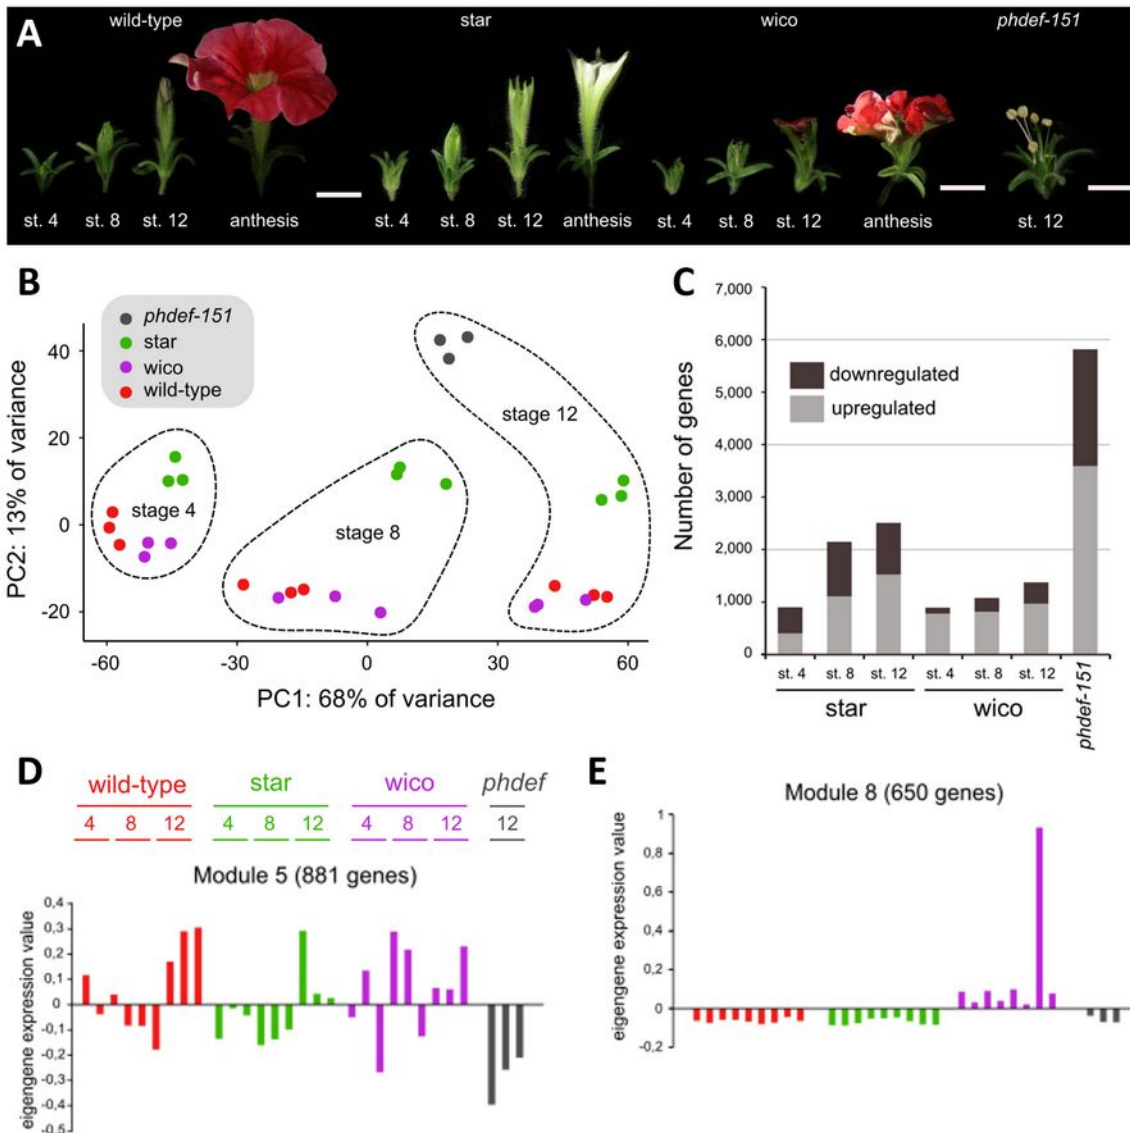 A
wild-type star wico phdef-151
st. 4 st. 8 st. 12 anthesis st. 4 st. 8 st. 12 anthesis st. 4 st. 8 st. 12 anthesis st. 12
B
phdef-151
star
wico
wild-type
stage 4
stage 8
stage 12
PC2: 13% of variance
40
20
0
-20
-60 -30 0 30 60
PC1: 68% of variance
C
Number of genes
7,000
6,000
5,000
4,000
3,000
2,000
1,000
0
downregulated
upregulated
st. 4 st. 8 st. 12 st. 4 st. 8 st. 12
star wico phdef-151
D
wild-type star wico phdef
4 8 12 4 8 12 4 8 12 12
Module 5 (881 genes)
eigengene expression value
0,4
0,3
0,2
0,1
0
-0,1
-0,2
-0,3
-0,4
-0,5
E
Module 8 (650 genes)
eigengene expression value
1
0,8
0,6
0,4
0,2
0
-0,2